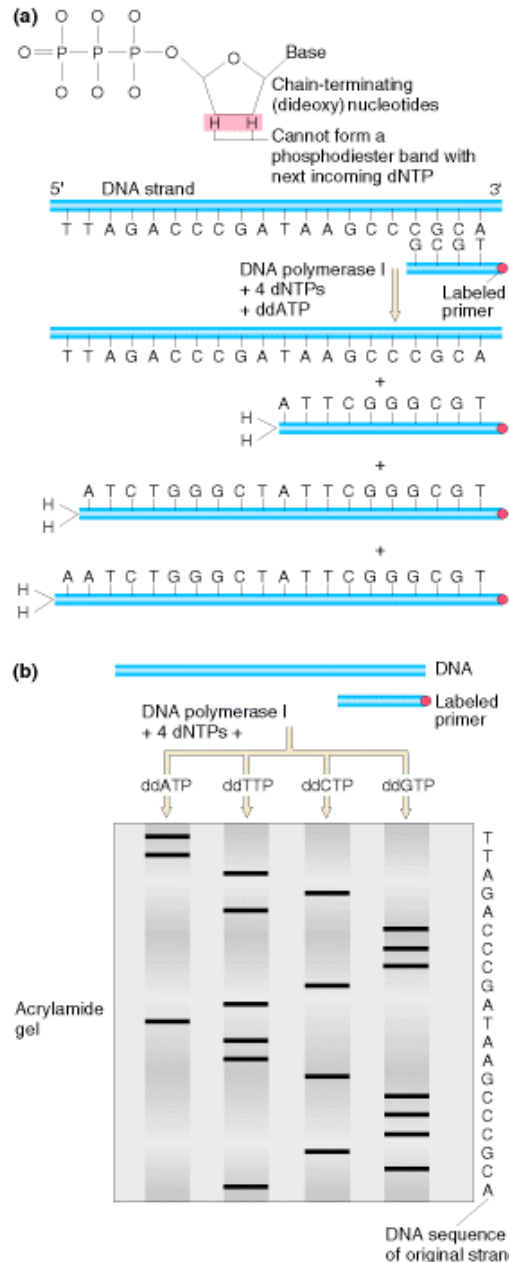 (a)
O O O
O=P—P—P—O O Base
O O O
Chain-terminating
(dideoxy) nucleotides
H H
Cannot form a
phosphodiester band with
next incoming dNTP
5' DNA strand 3'
T T A G A C C C G A T A A G C C C G C A
G C G T
DNA polymerase I
+ 4 dNTPs
+ ddATP
Labeled
primer
T T A G A C C C G A T A A G C C C G C A
+
A T T C G G G C G T
H
H
+
A T C T G G G C T A T T C G G G C G T
H
H
+
A A T C T G G G C T A T T C G G G C G T
H
H
(b)
DNA
Labeled
primer
DNA polymerase I
+ 4 dNTPs +
ddATP ddTTP ddCTP ddGTP
Acrylamide
gel
T
T
A
G
A
C
C
C
G
A
T
A
A
G
C
C
C
G
C
A
DNA sequence
of original